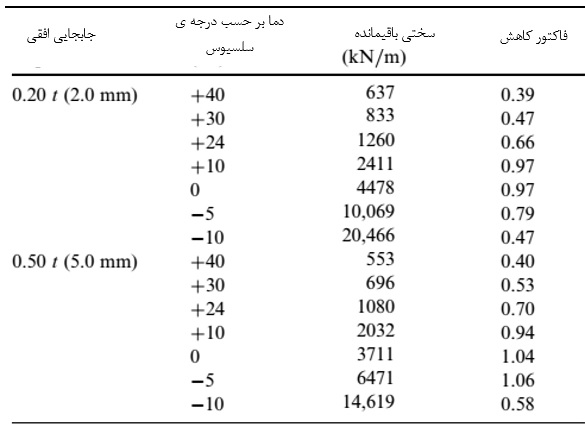 جابجایی افقی	دما بر حسب درجه ی سلسیوس	سختی باقیمانده (kN/m)	فاکتور کاهش
0.20 t (2.0 mm)	+40	637	0.39
+30	833	0.47
+24	1260	0.66
+10	2411	0.97
0	4478	0.97
−5	10,069	0.79
−10	20,466	0.47
0.50 t (5.0 mm)	+40	553	0.40
+30	696	0.53
+24	1080	0.70
+10	2032	0.94
0	3711	1.04
−5	6471	1.06
−10	14,619	0.58